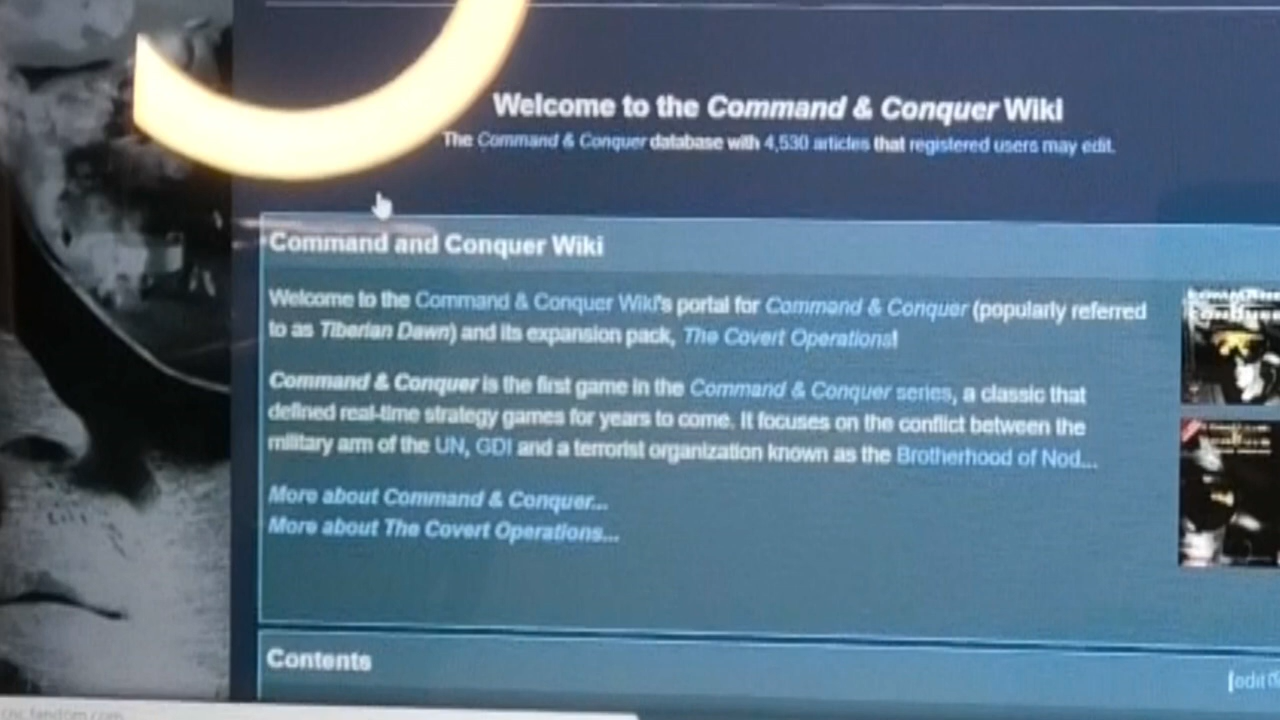 Welcome to the Command & Conquer Wiki
The Command & Conquer database with 4,530 articles that registered users may edit.
Command and Conquer Wiki
Welcome to the Command & Conquer Wiki's portal for Command & Conquer (popularly referred
to as Tiberian Dawn) and its expansion pack, The Covert Operations!
Command & Conquer is the first game in the Command & Conquer series, a classic that
defined real-time strategy games for years to come. It focuses on the conflict between the
military arm of the UN, GDI and a terrorist organization known as the Brotherhood of Nod...
More about Command & Conquer...
More about The Covert Operations...
Contents
[edit
cnc.fandom.com